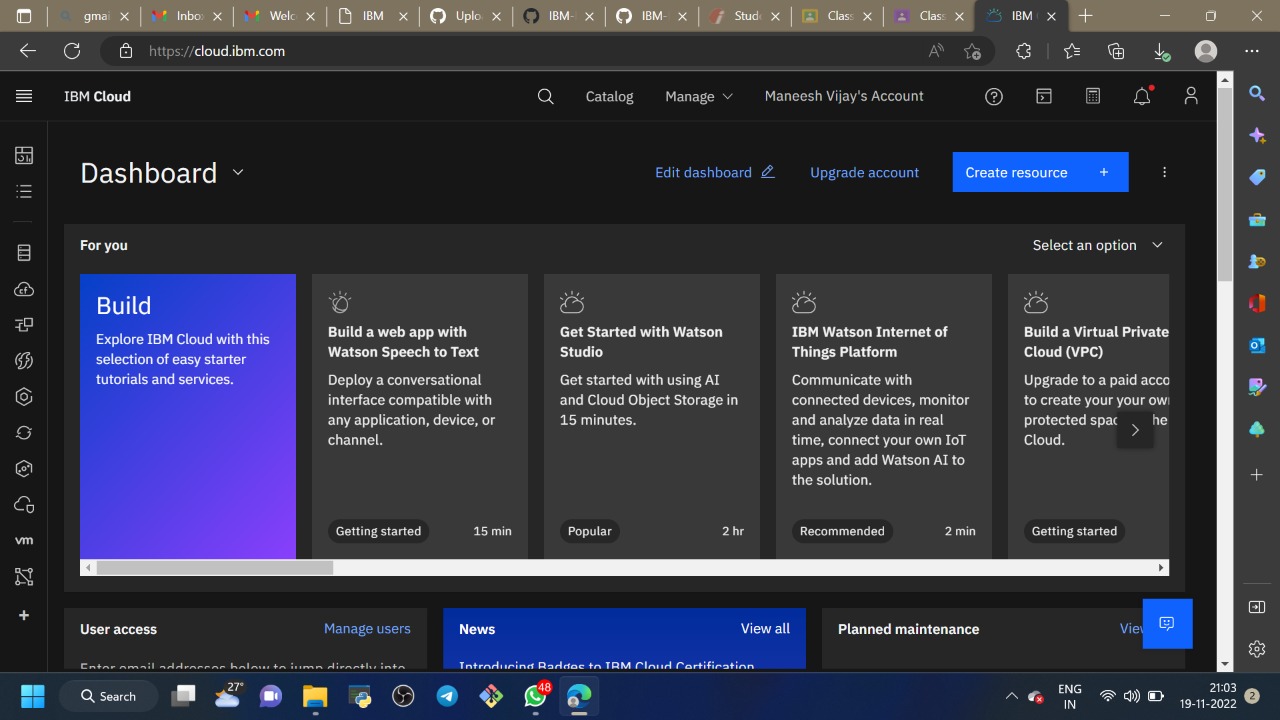 gmai
Inbox
Welc
IBM
Uplo
IBM-
IBM-
Stud
Class
Class
IBM
https://cloud.ibm.com
IBM Cloud
Catalog
Manage
Maneesh Vijay's Account
Dashboard
Edit dashboard
Upgrade account
Create resource +
For you
Select an option
Build
Explore IBM Cloud with this
selection of easy starter
tutorials and services.
Build a web app with
Watson Speech to Text
Deploy a conversational
interface compatible with
any application, device, or
channel.
Getting started 15 min
Get Started with Watson
Studio
Get started with using AI
and Cloud Object Storage in
15 minutes.
Popular 2 hr
IBM Watson Internet of
Things Platform
Communicate with
connected devices, monitor
and analyze data in real
time, connect your own IoT
apps and add Watson AI to
the solution.
Recommended 2 min
Build a Virtual Private
Cloud (VPC)
Upgrade to a paid acco
to create your your own
protected spac he
Cloud.
Getting started
vm
User access
Manage users
Enter email addresses below to jump directly into
News
View all
Introducing Badges to IBM Cloud Certification
Planned maintenance
View
27°
Search
48
ENG
IN
21:03
19-11-2022
2